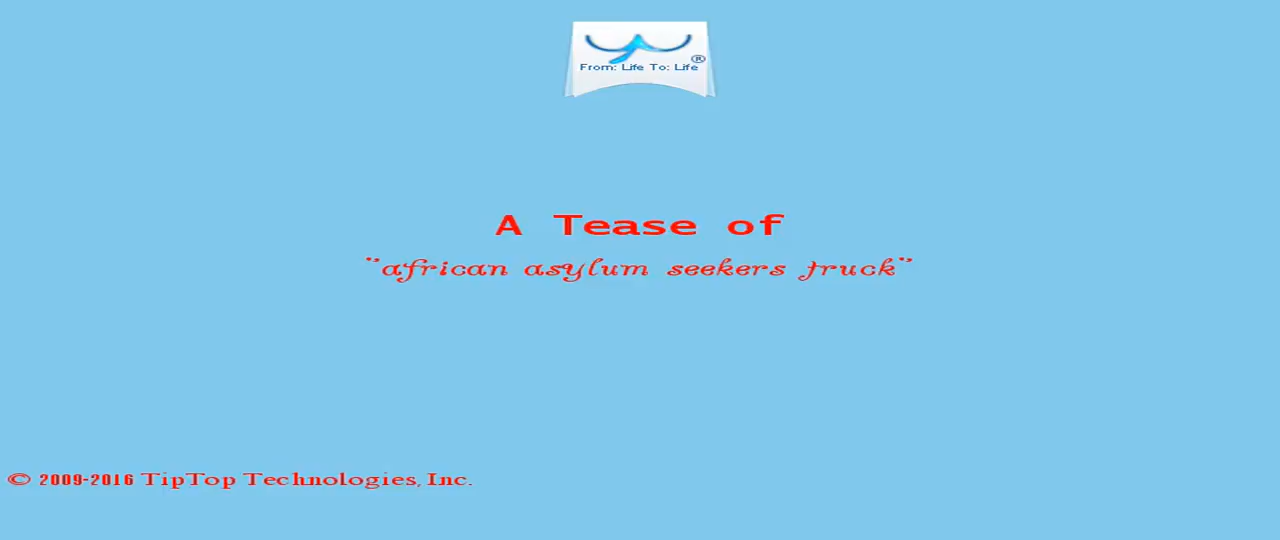 From: Life To: Life ®
A Tease of
"african asylum seekers truck"
© 2009-2016 TipTop Technologies, Inc.